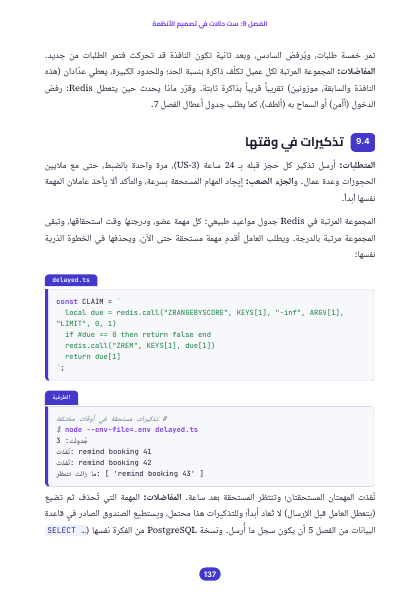 الفصل 9: ست حالات في تصميم الأنظمة
تمر خمسة طلبات، ويُرفض السادس، وبعد ثانية تكون النافذة قد تحركت فتمر الطلبات من جديد.
المفاضلات: المجموعة المرتبة لكل عميل تكلّف ذاكرة بنسبة الحد؛ وللحدود الكبيرة، يعطي عدّادان (هذه
النافذة والسابقة، موزونين) تقريباً قريباً بذاكرة ثابتة. وقرّر ماذا يحدث حين يتعطل Redis: رفض
الدخول (أأمن) أو السماح به (ألطف)، كما يطلب جدول أعطال الفصل 7.
9.4 تذكيرات في وقتها
المتطلبات: أرسل تذكير كل حجز قبله بـ 24 ساعة (US-3)، مرة واحدة بالضبط، حتى مع ملايين
الحجوزات وعدة عمال. والجزء الصعب: إيجاد المهام المستحقة بسرعة، والتأكد ألا يأخذ عاملان المهمة
نفسها أبداً.
المجموعة المرتبة في Redis جدول مواعيد طبيعي: كل مهمة عضو، ودرجتها وقت استحقاقها، وتبقى
المجموعة مرتبة بالدرجة. ويطلب العامل أقدم مهمة مستحقة حتى الآن، ويحذفها في الخطوة الذرية
نفسها:
delayed.ts
const CLAIM = `
local due = redis.call("ZRANGEBYSCORE", KEYS[1], "-inf", ARGV[1],
"LIMIT", 0, 1)
if #due == 0 then return false end
redis.call("ZREM", KEYS[1], due[1])
return due[1]
`;
الطرفية
# تذكيرات مستحقة في أوقات مختلفة
$ node --env-file=.env delayed.ts
جُدولت: 3
نُفذت: remind booking 41
نُفذت: remind booking 42
ما زالت تنتظر: [ 'remind booking 43' ]
نُفذت المهمتان المستحقتان؛ وتنتظر المستحقة بعد ساعة. المفاضلات: المهمة التي تُحذف ثم تضيع
(يتعطل العامل قبل الإرسال) لا تُعاد أبداً؛ وللتذكيرات هذا محتمل، ويستطيع الصندوق الصادر في قاعدة
البيانات من الفصل 5 أن يكون سجل ما أُرسل. ونسخة PostgreSQL من الفكرة نفسها (SELECT …
137